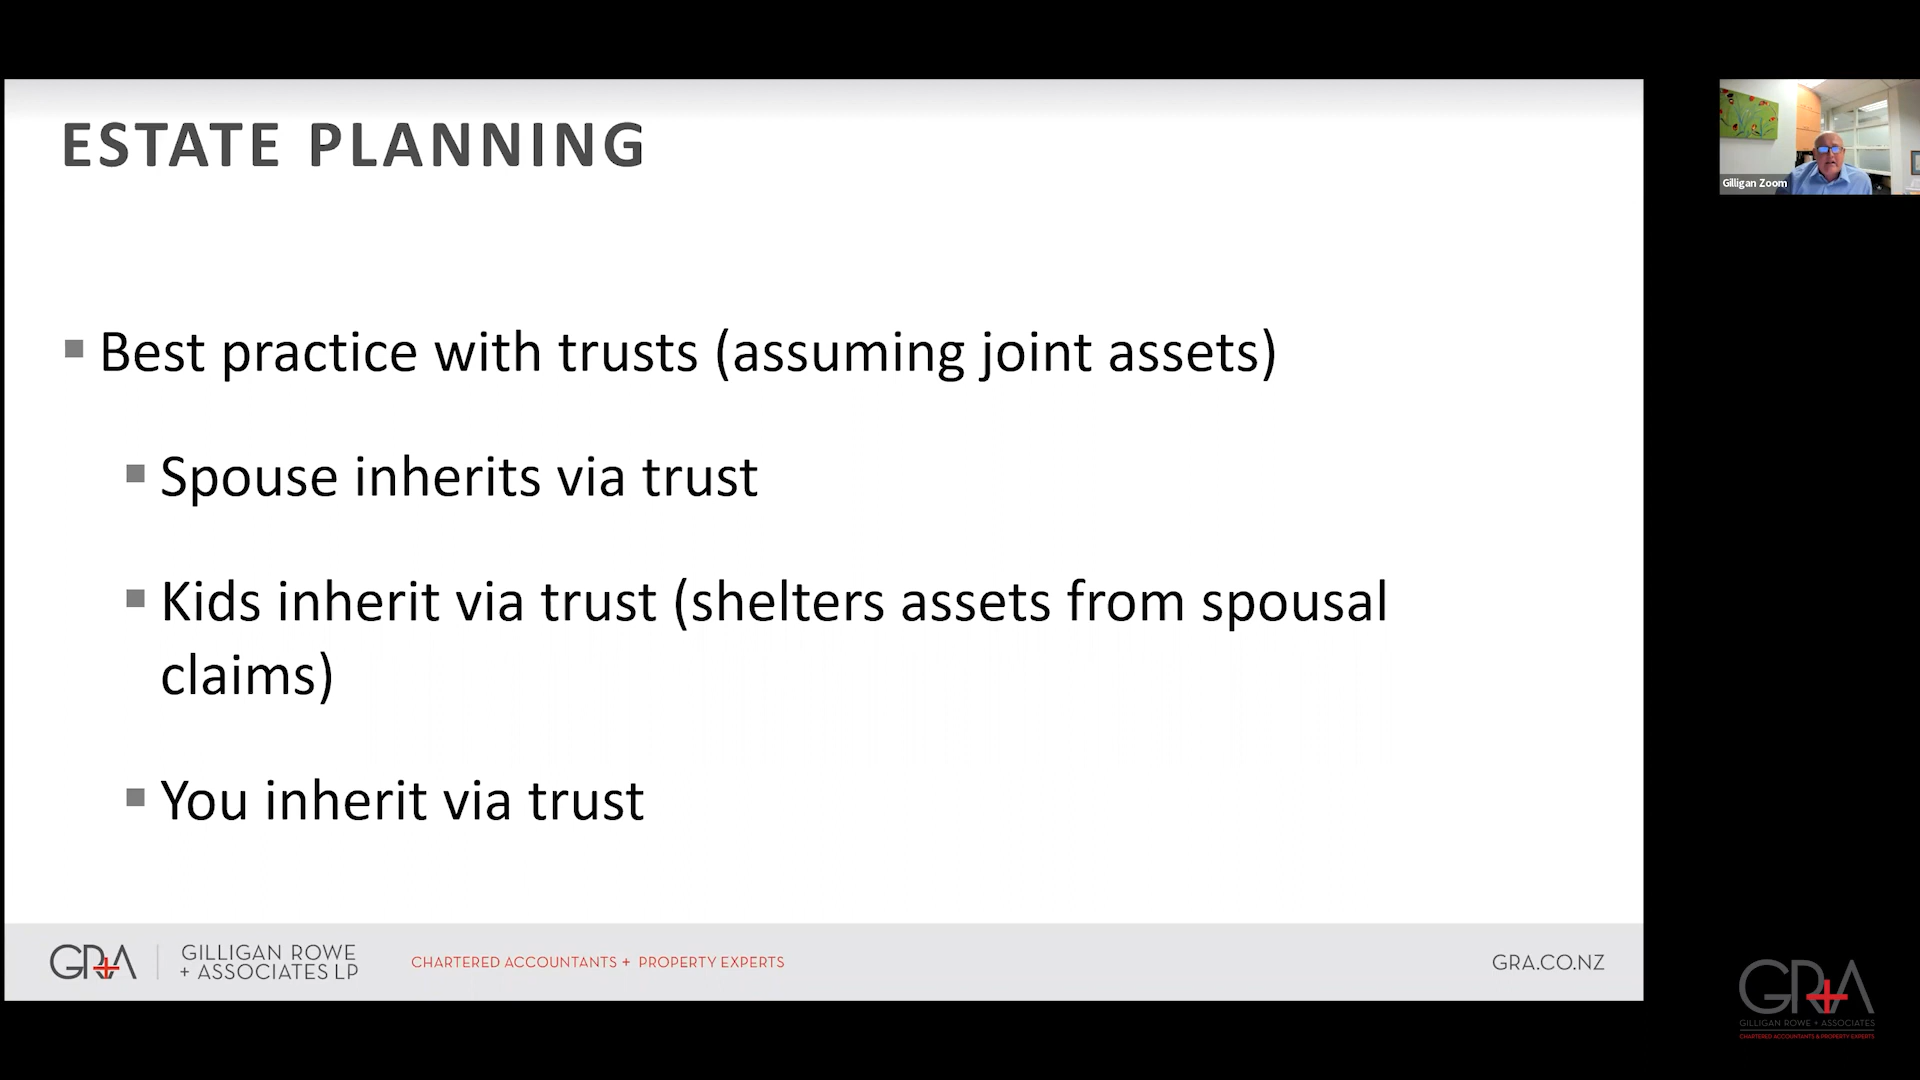 ESTATE PLANNING
Gilligan Zoom
Best practice with trusts (assuming joint assets)
Spouse inherits via trust
Kids inherit via trust (shelters assets from spousal
claims)
You inherit via trust
GRA
GILLIGAN ROWE
+ ASSOCIATES LP
CHARTERED ACCOUNTANTS + PROPERTY EXPERTS
GRA.CO.NZ
GRA
GILLIGAN ROWE + ASSOCIATES
CHARTERED ACCOUNTANTS & PROPERTY EXPERTS